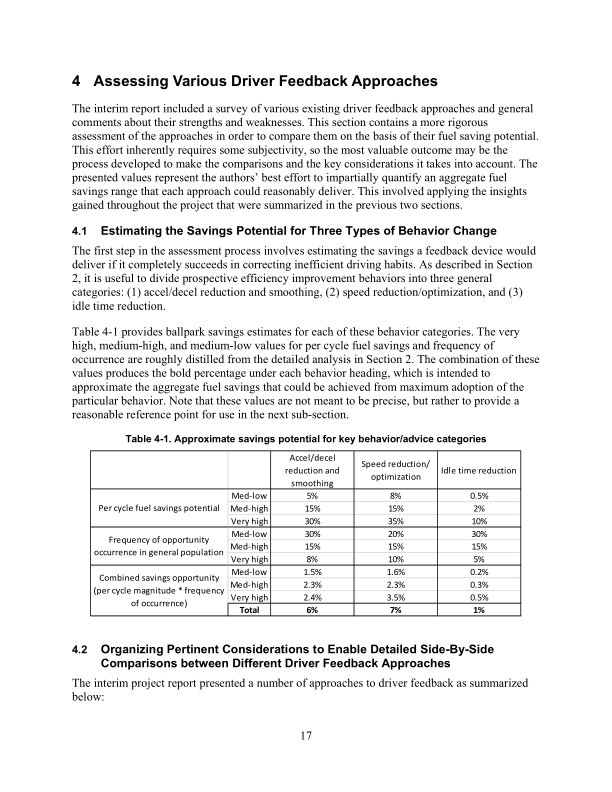 4 Assessing Various Driver Feedback Approaches
The interim report included a survey of various existing driver feedback approaches and general
comments about their strengths and weaknesses. This section contains a more rigorous
assessment of the approaches in order to compare them on the basis of their fuel saving potential.
This effort inherently requires some subjectivity, so the most valuable outcome may be the
process developed to make the comparisons and the key considerations it takes into account. The
presented values represent the authors’ best effort to impartially quantify an aggregate fuel
savings range that each approach could reasonably deliver. This involved applying the insights
gained throughout the project that were summarized in the previous two sections.
4.1 Estimating the Savings Potential for Three Types of Behavior Change
The first step in the assessment process involves estimating the savings a feedback device would
deliver if it completely succeeds in correcting inefficient driving habits. As described in Section
2, it is useful to divide prospective efficiency improvement behaviors into three general
categories: (1) accel/decel reduction and smoothing, (2) speed reduction/optimization, and (3)
idle time reduction.
Table 4-1 provides ballpark savings estimates for each of these behavior categories. The very
high, medium-high, and medium-low values for per cycle fuel savings and frequency of
occurrence are roughly distilled from the detailed analysis in Section 2. The combination of these
values produces the bold percentage under each behavior heading, which is intended to
approximate the aggregate fuel savings that could be achieved from maximum adoption of the
particular behavior. Note that these values are not meant to be precise, but rather to provide a
reasonable reference point for use in the next sub-section.
Table 4-1. Approximate savings potential for key behavior/advice categories
Accel/decel
reduction and
smoothing
Speed reduction/
optimization
Idle time reduction
Per cycle fuel savings potential
Med-low 5% 8% 0.5%
Med-high 15% 15% 2%
Very high 30% 35% 10%
Frequency of opportunity
occurrence in general population
Med-low 30% 20% 30%
Med-high 15% 15% 15%
Very high 8% 10% 5%
Combined savings opportunity
(per cycle magnitude * frequency
of occurrence)
Med-low 1.5% 1.6% 0.2%
Med-high 2.3% 2.3% 0.3%
Very high 2.4% 3.5% 0.5%
Total 6% 7% 1%
4.2 Organizing Pertinent Considerations to Enable Detailed Side-By-Side
Comparisons between Different Driver Feedback Approaches
The interim project report presented a number of approaches to driver feedback as summarized
below:
17